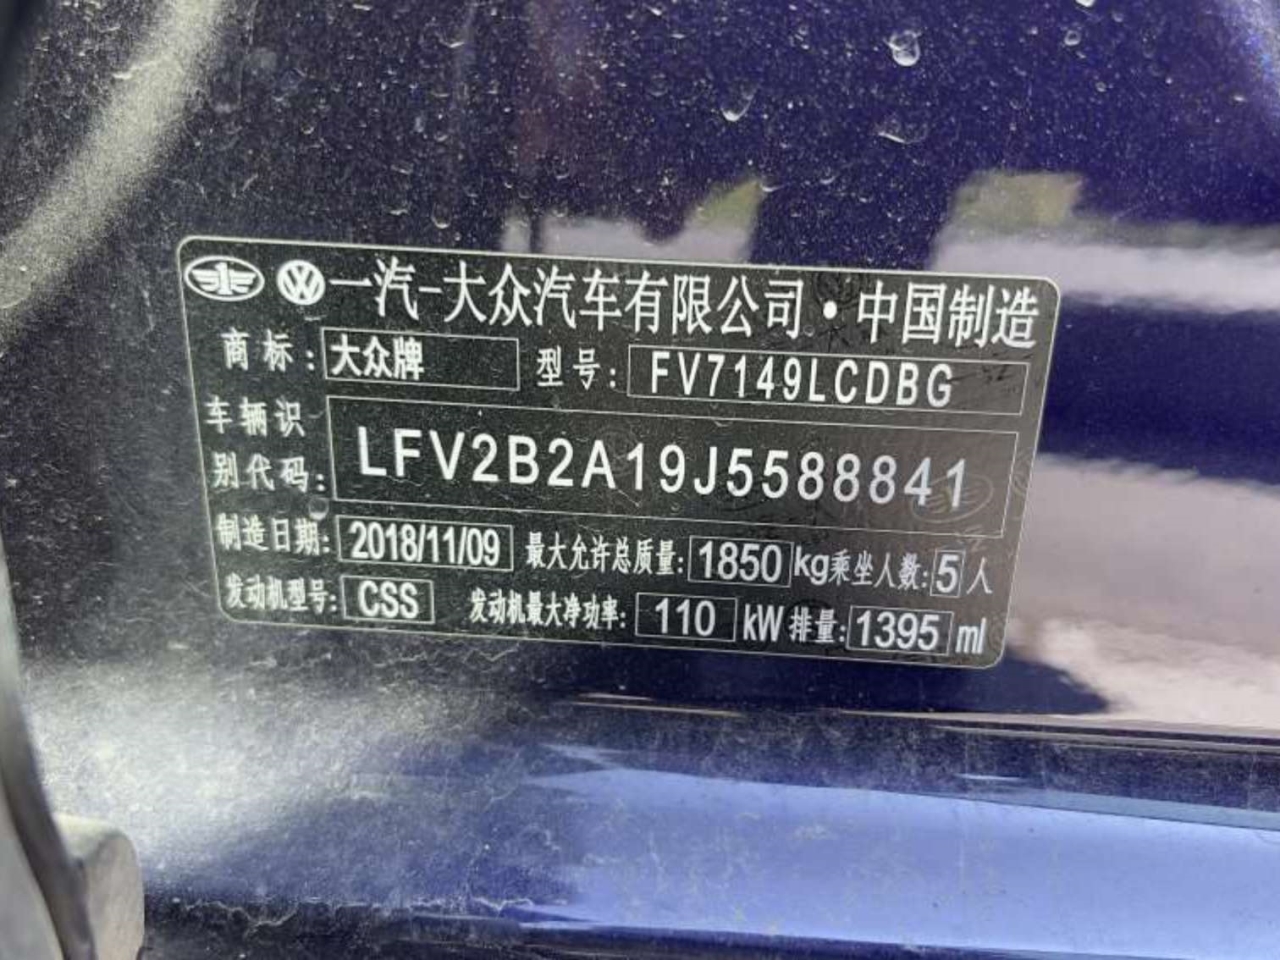 一汽-大众汽车有限公司·中国制造
商标: 大众牌 型号: FV7149LCDBG
车辆识别代码: LFV2B2A19J5588841
制造日期: 2018/11/09 最大允许总质量: 1850 kg 乘坐人数: 5 人
发动机型号: CSS 发动机最大净功率: 110 kW 排量: 1395 ml